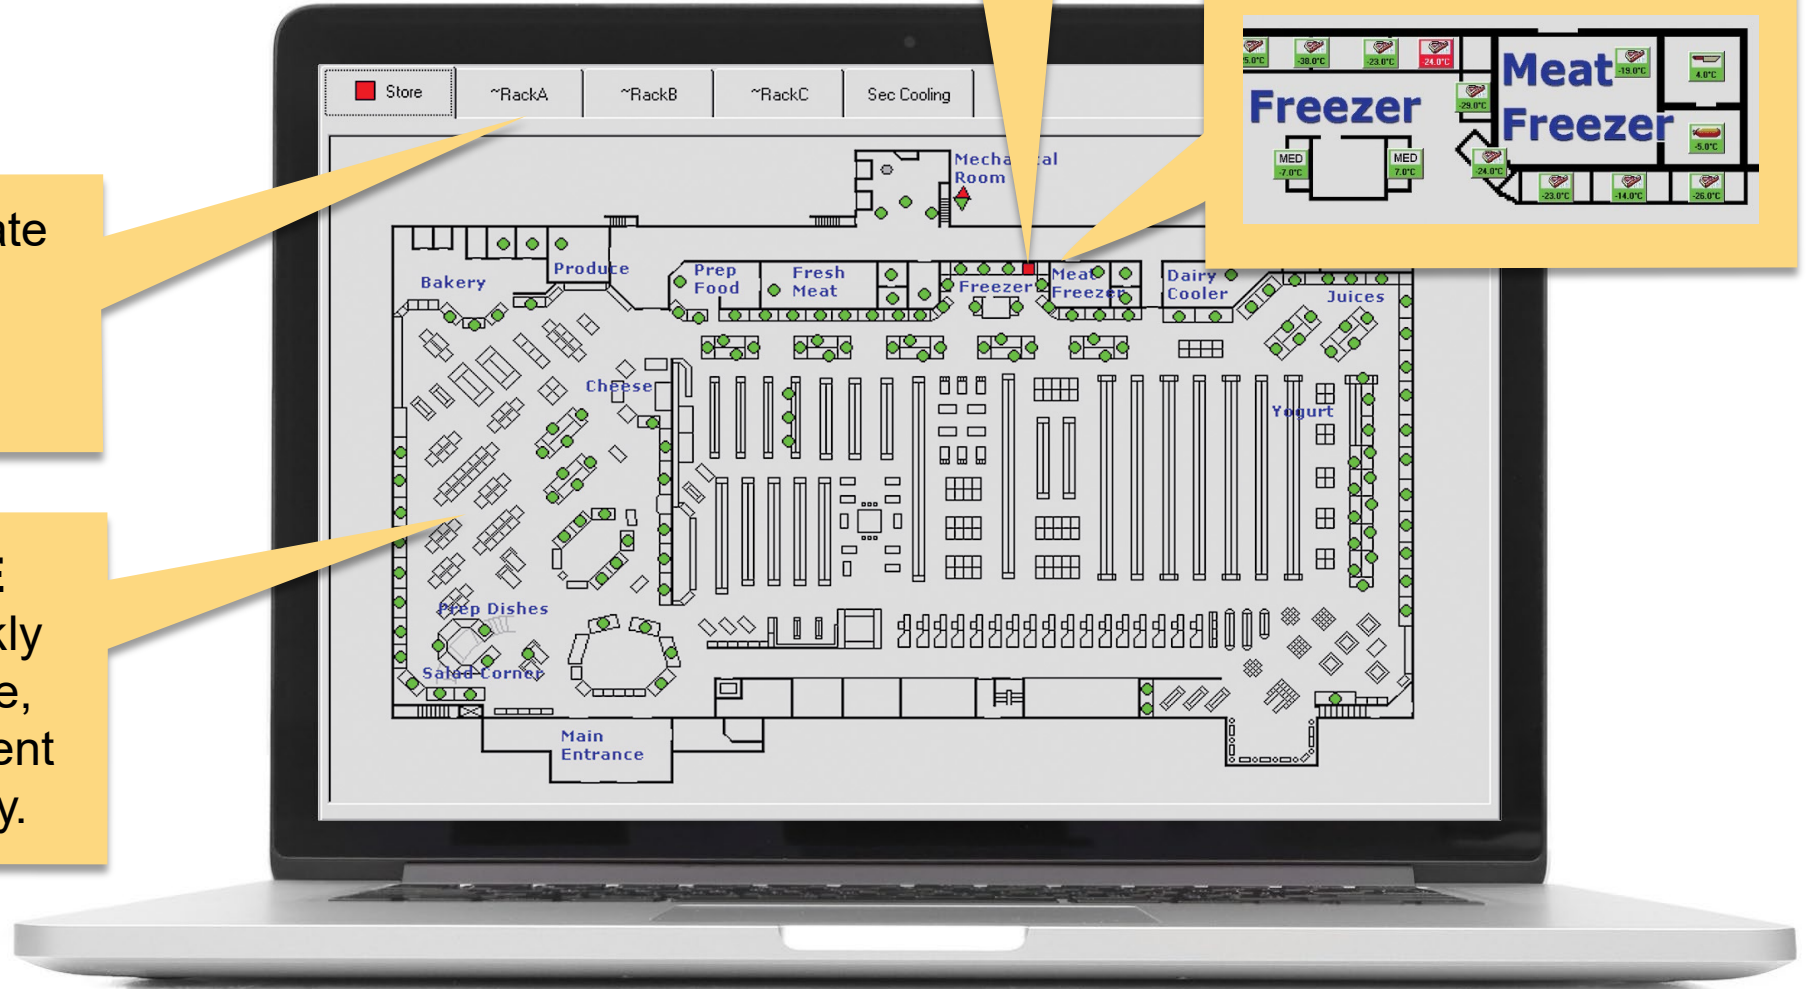 -38.0°C
-23.0°C
-24.0°C
Meat
-19.0°C
4.0°C
Freezer
-29.0°C
Freezer
MED
-7.0°C
MED
7.0°C
-24.0°C
-5.0°C
-23.0°C
-14.0°C
-26.0°C
Store
~RackA
~RackB
~RackC
Sec Cooling
Mechanical
Room
Bakery
Produce
Prep
Food
Fresh
Meat
Freezer
Meat
Freezer
Dairy
Cooler
Juices
Cheese
Yogurt
Prep Dishes
Salad Corner
Main
Entrance
ent
y.